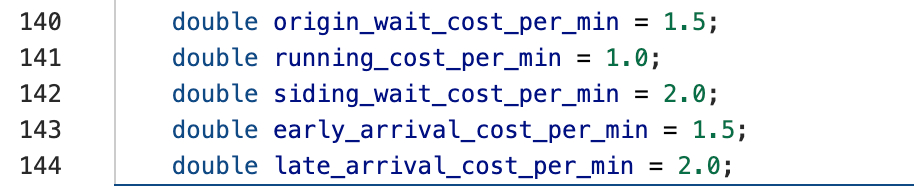 140 double origin_wait_cost_per_min = 1.5;
141 double running_cost_per_min = 1.0;
142 double siding_wait_cost_per_min = 2.0;
143 double early_arrival_cost_per_min = 1.5;
144 double late_arrival_cost_per_min = 2.0;